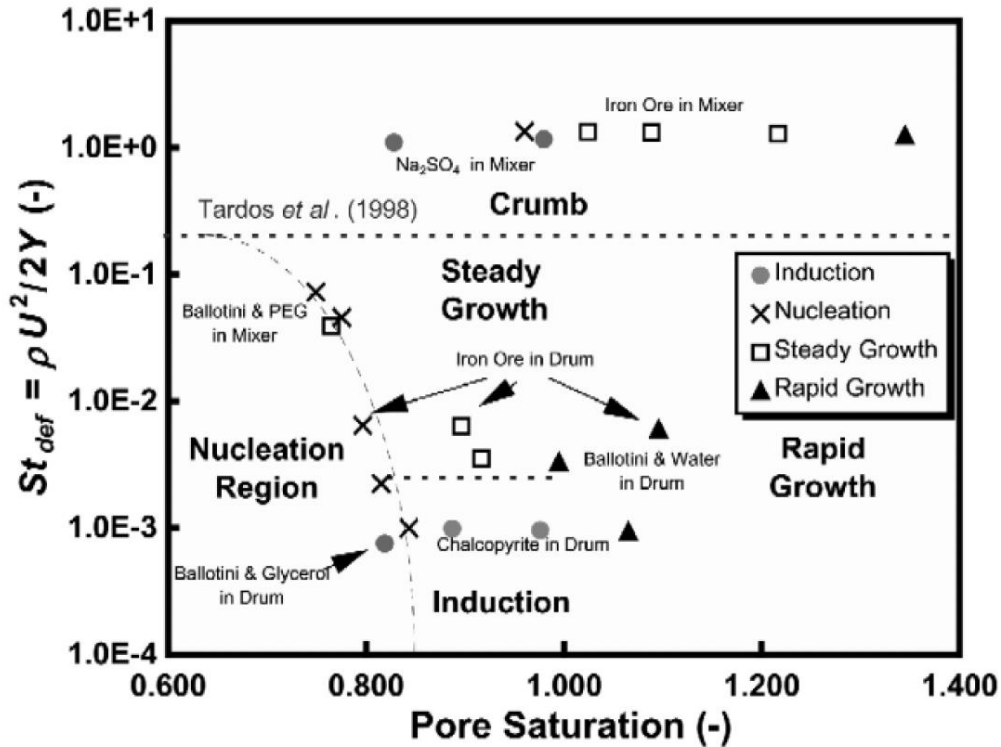 1.0E+1
1.0E+0
1.0E-1
1.0E-2
1.0E-3
1.0E-4
St_def = ρ U²/2Y (-)
Iron Ore in Mixer
Na₂SO₄ in Mixer
Crumb
Tardos et al. (1998)
Steady
Growth
Induction
Nucleation
Steady Growth
Rapid Growth
Ballotini & PEG
in Mixer
Iron Ore in Drum
Nucleation
Region
Ballotini & Water
in Drum
Rapid
Growth
Chalcopyrite in Drum
Ballotini & Glycerol
in Drum
Induction
0.600
0.800
1.000
1.200
1.400
Pore Saturation (-)